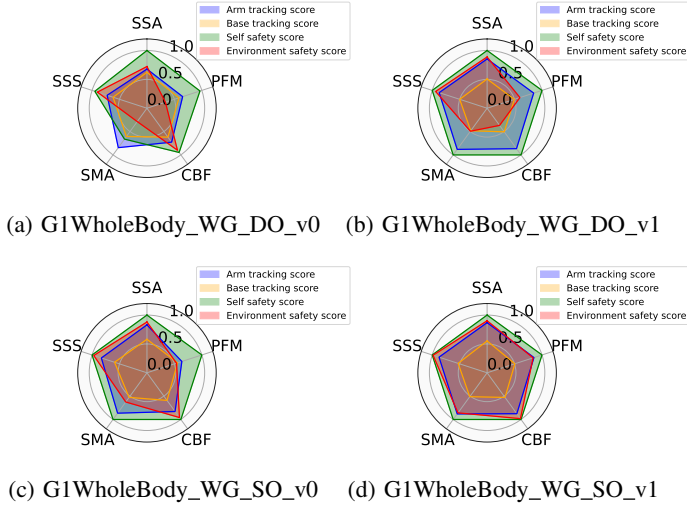 Arm tracking score
Base tracking score
Self safety score
Environment safety score
SSA
PFM
CBF
SMA
SSS
1.0
0.5
0.0
(a) G1WholeBody_WG_DO_v0
Arm tracking score
Base tracking score
Self safety score
Environment safety score
SSA
PFM
CBF
SMA
SSS
1.0
0.5
0.0
(b) G1WholeBody_WG_DO_v1
Arm tracking score
Base tracking score
Self safety score
Environment safety score
SSA
PFM
CBF
SMA
SSS
1.0
0.5
0.0
(c) G1WholeBody_WG_SO_v0
Arm tracking score
Base tracking score
Self safety score
Environment safety score
SSA
PFM
CBF
SMA
SSS
1.0
0.5
0.0
(d) G1WholeBody_WG_SO_v1